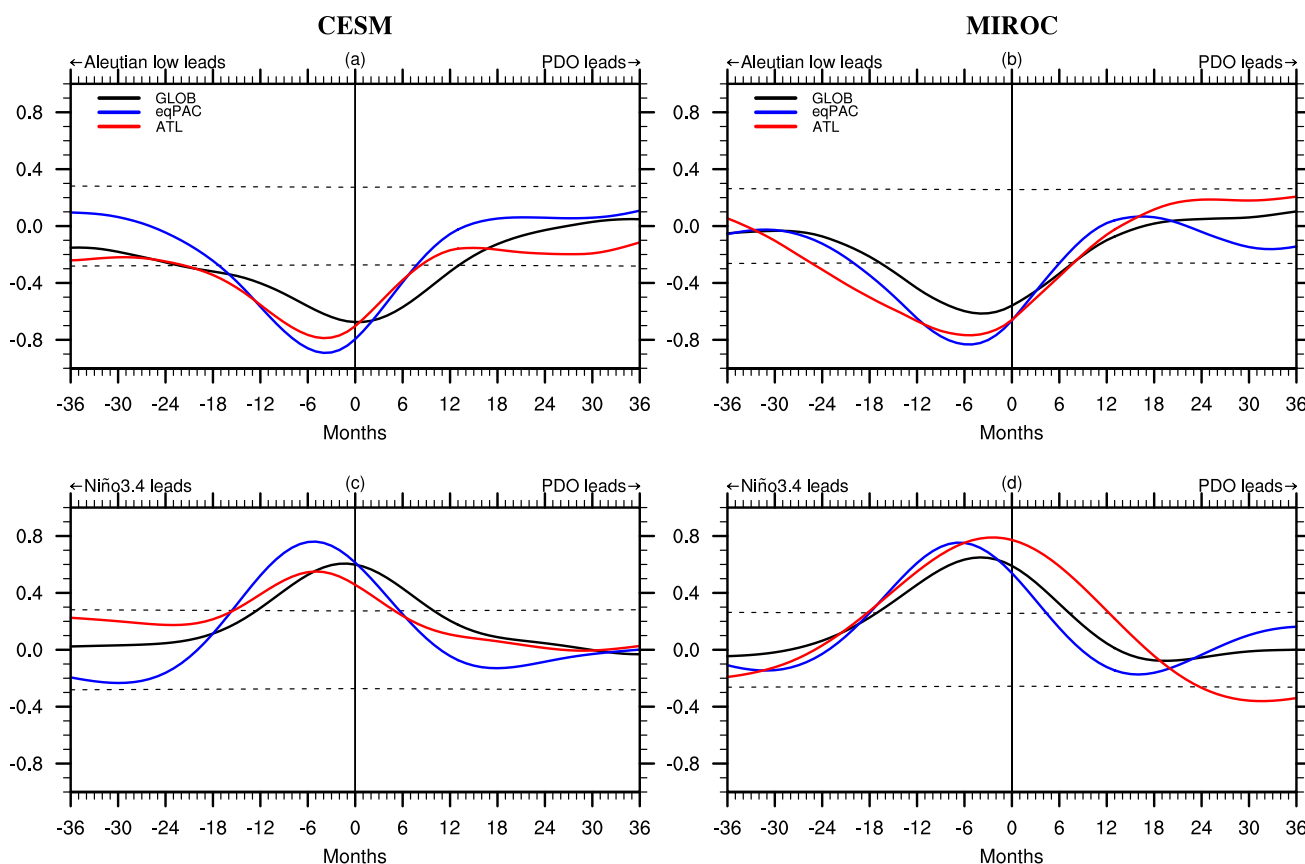 CESM
MIROC
←Aleutian low leads (a) PDO leads→
←Aleutian low leads (b) PDO leads→
GLOB
eqPAC
ATL
GLOB
eqPAC
ATL
0.8
0.4
0.0
-0.4
-0.8
0.8
0.4
0.0
-0.4
-0.8
-36 -30 -24 -18 -12 -6 0 6 12 18 24 30 36
-36 -30 -24 -18 -12 -6 0 6 12 18 24 30 36
Months
Months
←Niño3.4 leads (c) PDO leads→
←Niño3.4 leads (d) PDO leads→
0.8
0.4
0.0
-0.4
-0.8
0.8
0.4
0.0
-0.4
-0.8
-36 -30 -24 -18 -12 -6 0 6 12 18 24 30 36
-36 -30 -24 -18 -12 -6 0 6 12 18 24 30 36
Months
Months